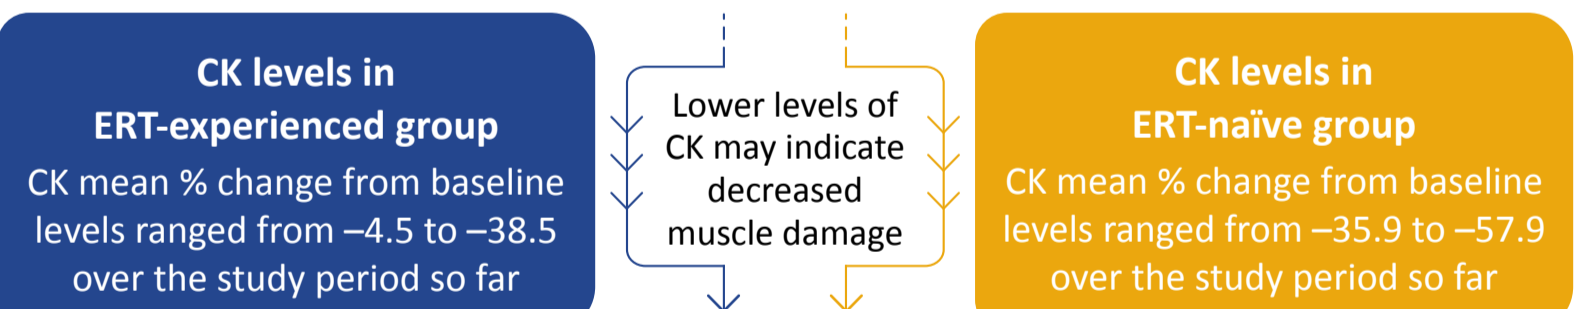 CK levels in
ERT-experienced group
CK mean % change from baseline
levels ranged from –4.5 to –38.5
over the study period so far
Lower levels of
CK may indicate
decreased
muscle damage
CK levels in
ERT-naïve group
CK mean % change from baseline
levels ranged from –35.9 to –57.9
over the study period so far